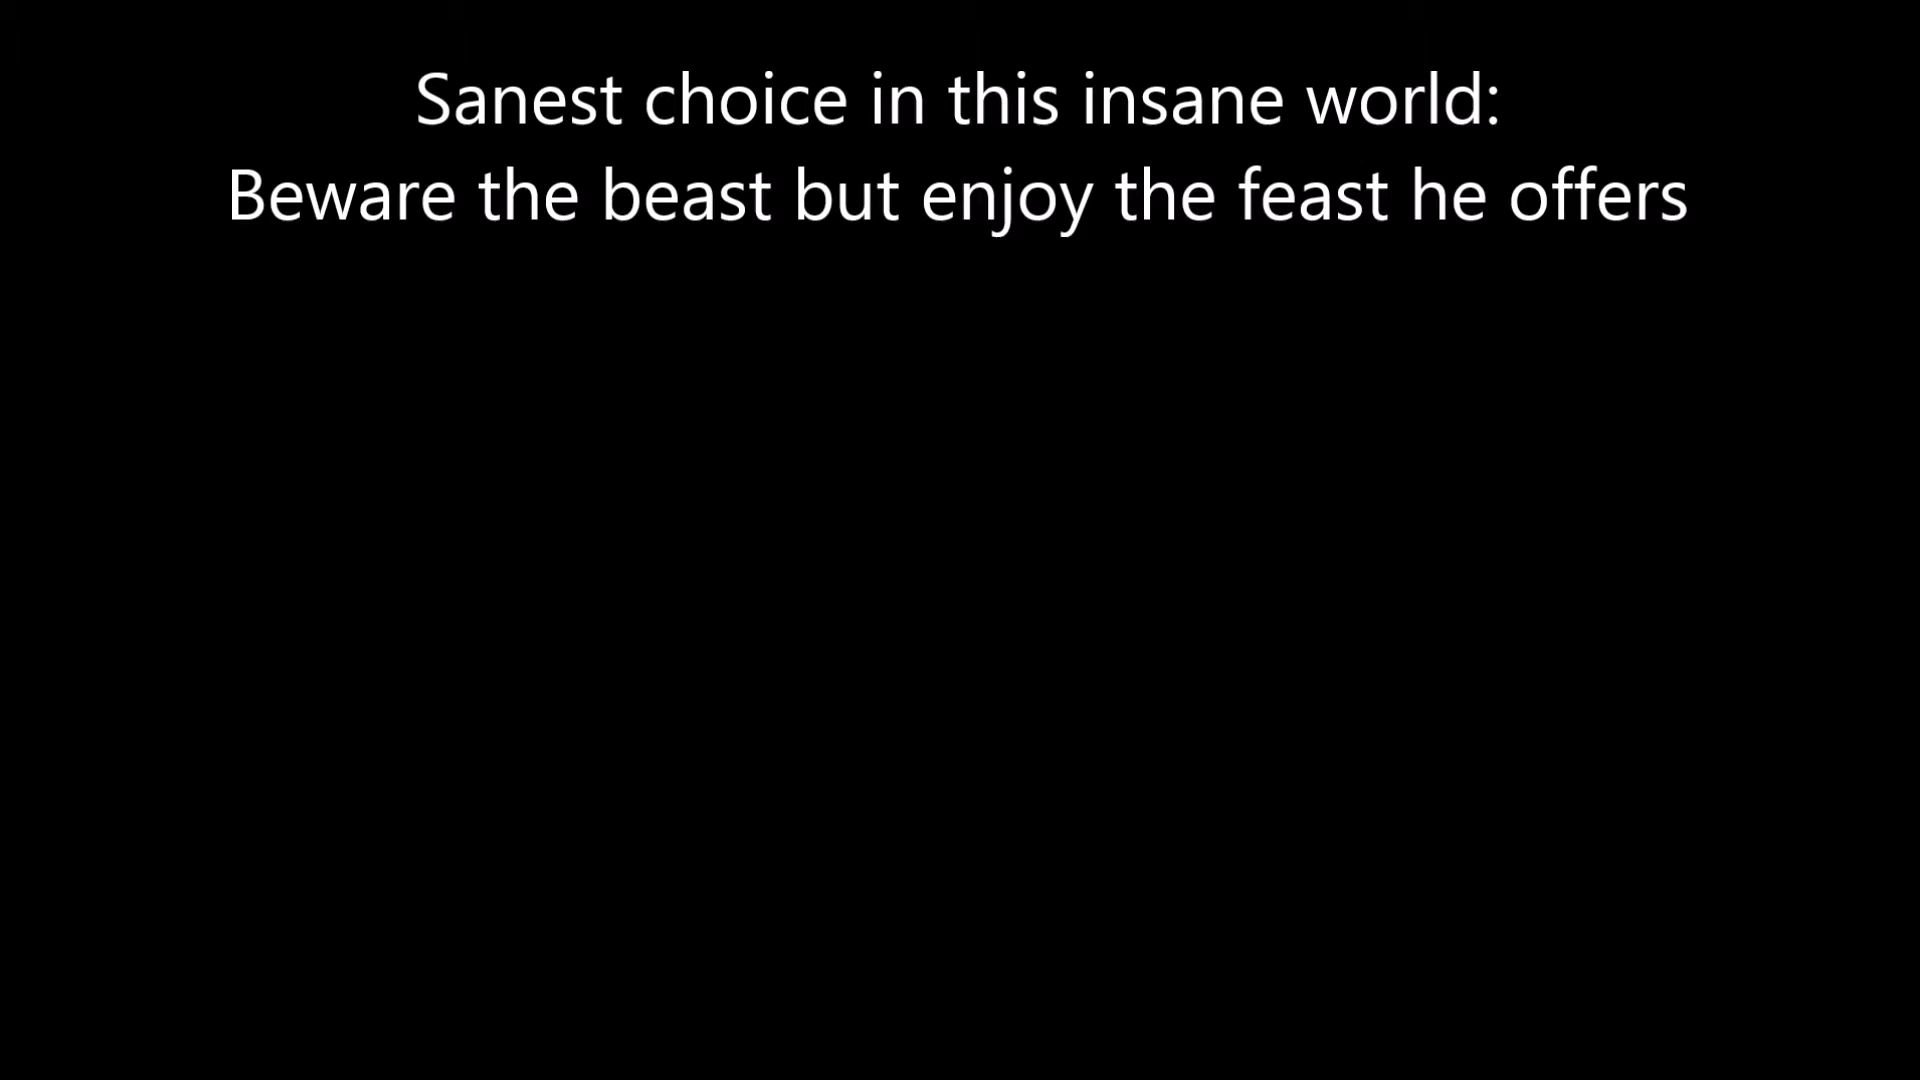 Sanest choice in this insane world:
Beware the beast but enjoy the feast he offers